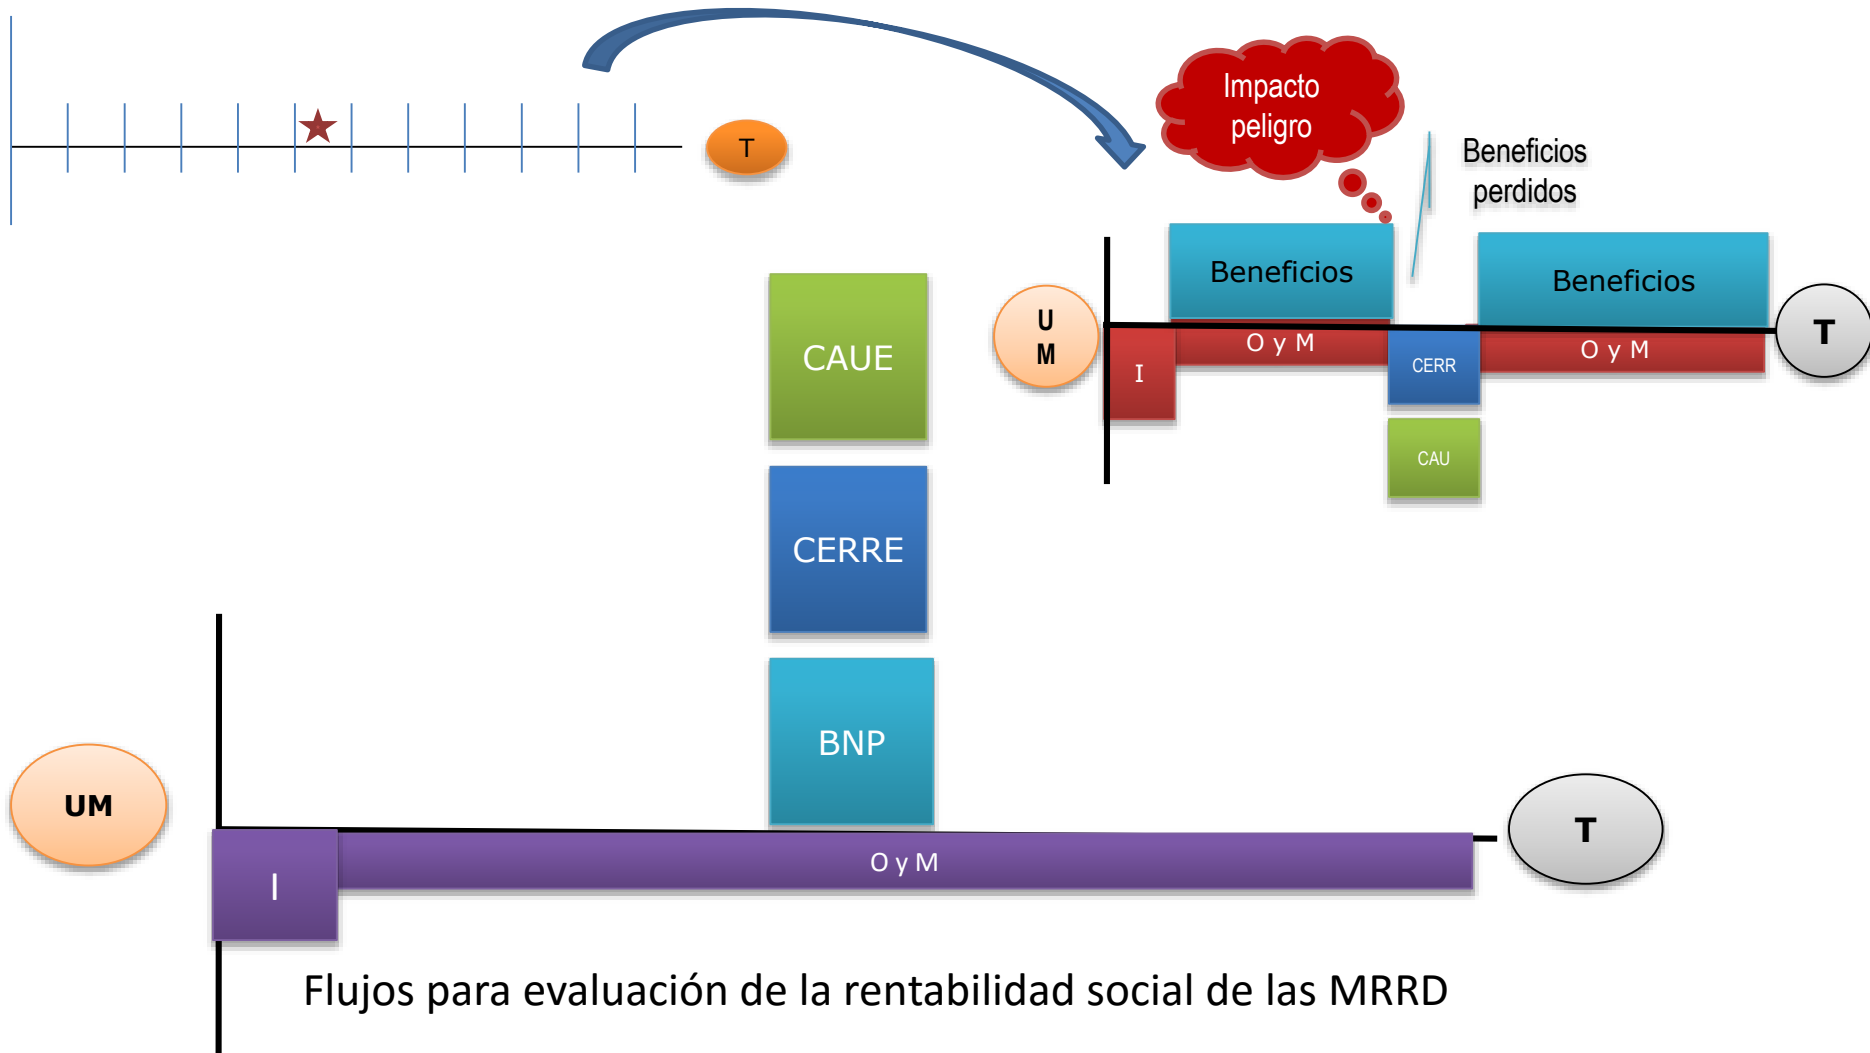 T
Impacto
peligro
Beneficios
perdidos
Beneficios
Beneficios
U
M
T
O y M
O y M
I
CERR
CAU
CAUE
CERRE
BNP
UM
T
O y M
I
Flujos para evaluación de la rentabilidad social de las MRRD